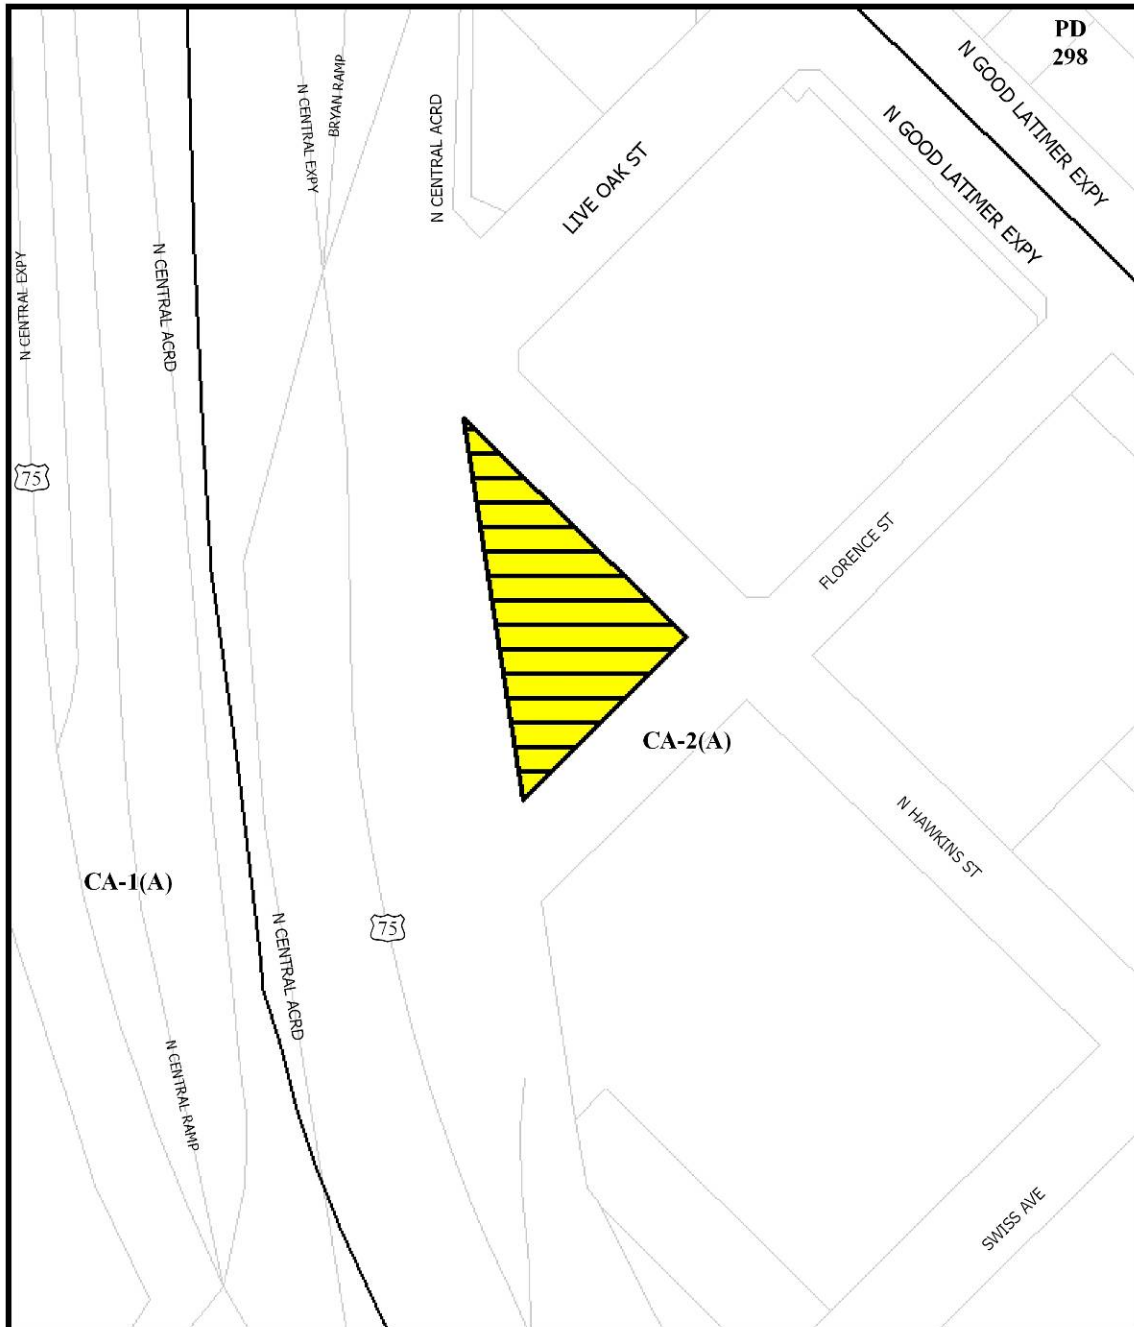 PD
298
N GOOD LATIMER EXPY
N GOOD LATIMER EXPY
BRYAN RAMP
N CENTRAL EXPY
N CENTRAL ACRD
LIVE OAK ST
N CENTRAL EXPY
N CENTRAL ACRD
75
FLORENCE ST
CA-2(A)
N HAWKINS ST
CA-1(A)
75
N CENTRAL ACRD
N CENTRAL RAMP
SWISS AVE